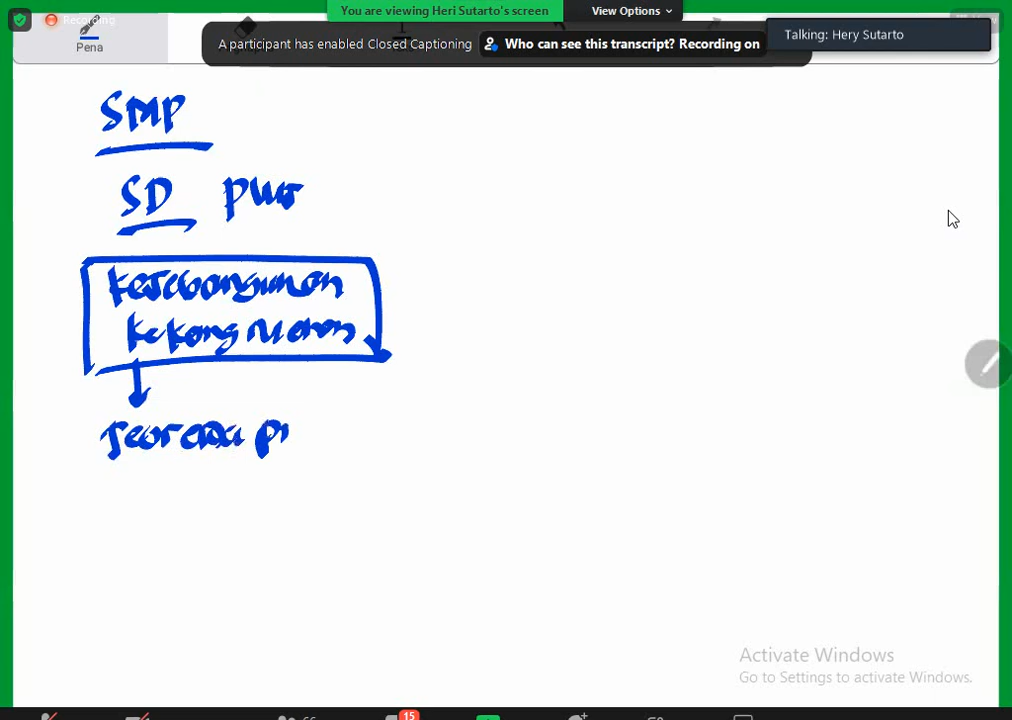 You are viewing Heri Sutarto's screen
View Options
Recording
Pena
A participant has enabled Closed Captioning
Who can see this transcript? Recording on
Talking: Hery Sutarto
SMP
SD
kesebangunan
kekongruenan
Teorema p
Activate Windows
Go to Settings to activate Windows.
15